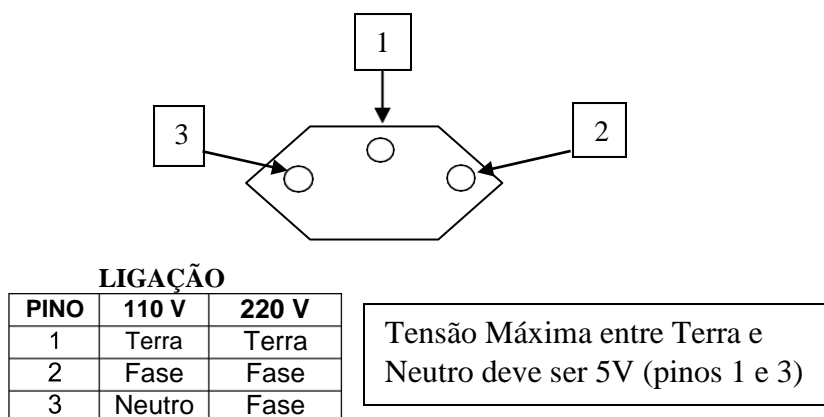 1
3
2
LIGAÇÃO
PINO 110 V 220 V
1 Terra Terra
2 Fase Fase
3 Neutro Fase
Tensão Máxima entre Terra e
Neutro deve ser 5V (pinos 1 e 3)